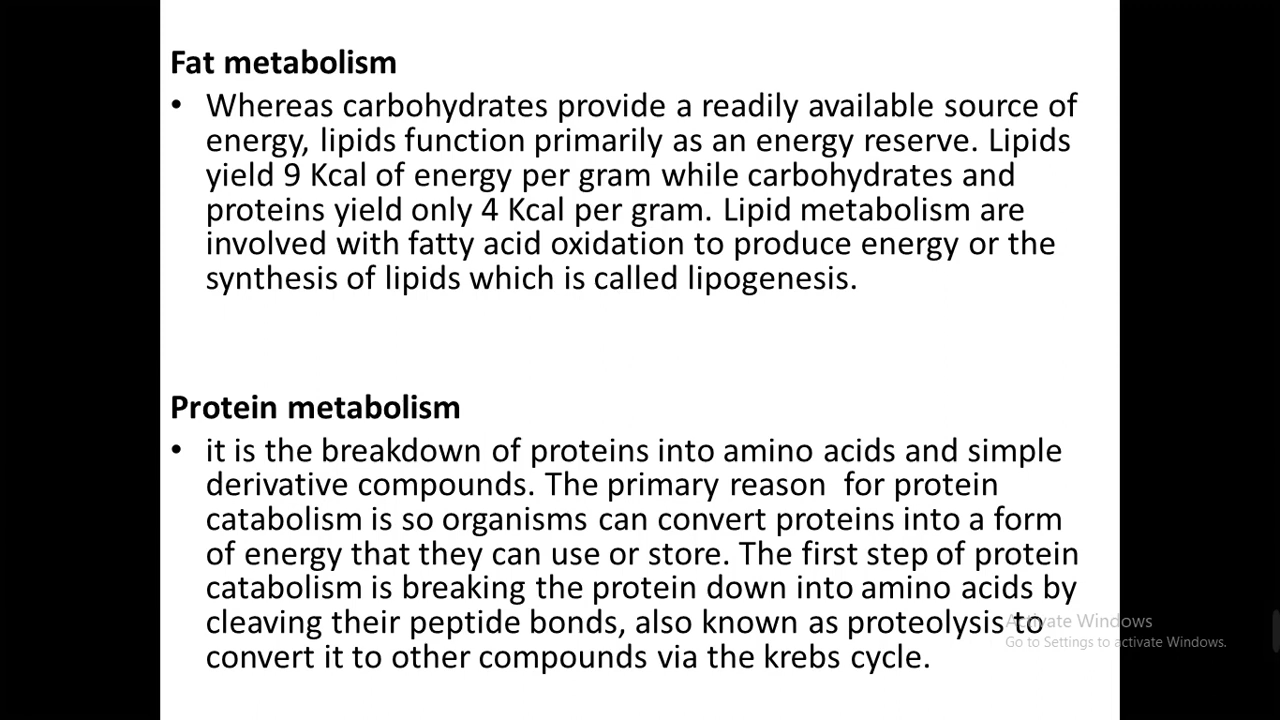 Fat metabolism
• Whereas carbohydrates provide a readily available source of
energy, lipids function primarily as an energy reserve. Lipids
yield 9 Kcal of energy per gram while carbohydrates and
proteins yield only 4 Kcal per gram. Lipid metabolism are
involved with fatty acid oxidation to produce energy or the
synthesis of lipids which is called lipogenesis.
Protein metabolism
• it is the breakdown of proteins into amino acids and simple
derivative compounds. The primary reason  for protein
catabolism is so organisms can convert proteins into a form
of energy that they can use or store. The first step of protein
catabolism is breaking the protein down into amino acids by
cleaving their peptide bonds, also known as proteolysis to
convert it to other compounds via the krebs cycle.
Activate Windows
Go to Settings to activate Windows.